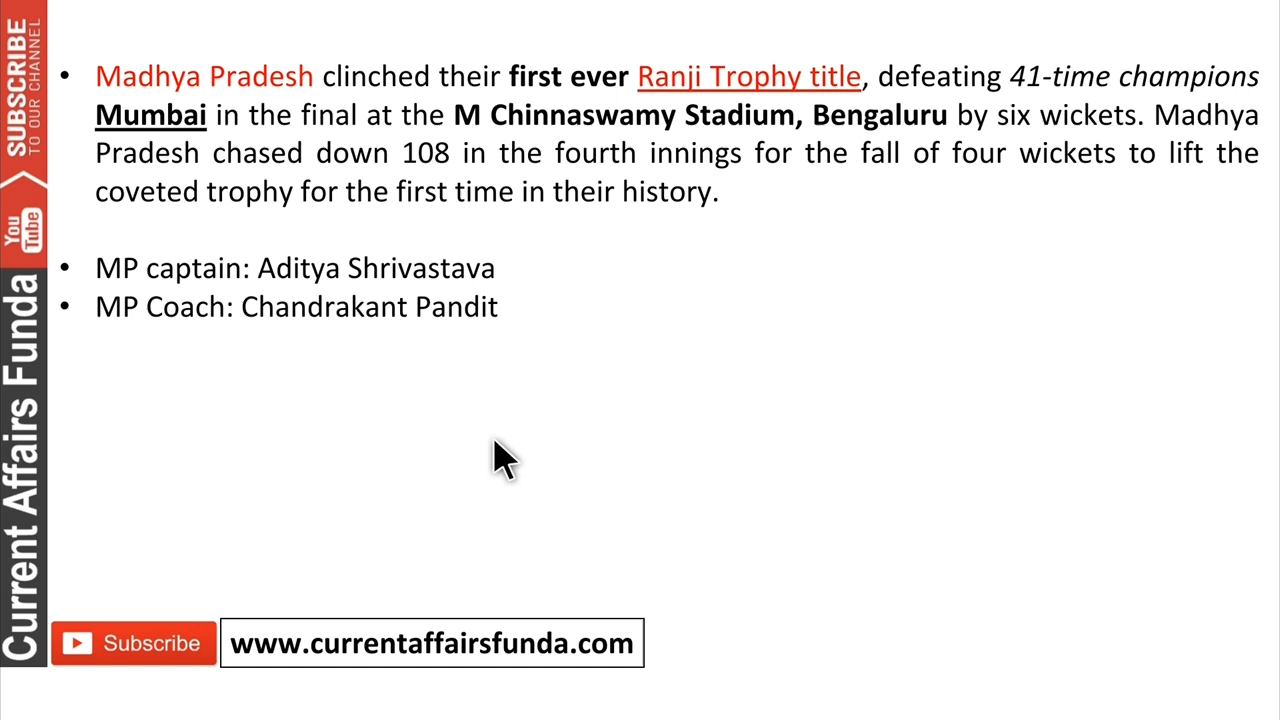 • Madhya Pradesh clinched their first ever Ranji Trophy title, defeating 41-time champions
Mumbai in the final at the M Chinnaswamy Stadium, Bengaluru by six wickets. Madhya
Pradesh chased down 108 in the fourth innings for the fall of four wickets to lift the
coveted trophy for the first time in their history.
• MP captain: Aditya Shrivastava
• MP Coach: Chandrakant Pandit
SUBSCRIBE
TO OUR CHANNEL
You
Tube
Current Affairs Funda
Subscribe
www.currentaffairsfunda.com